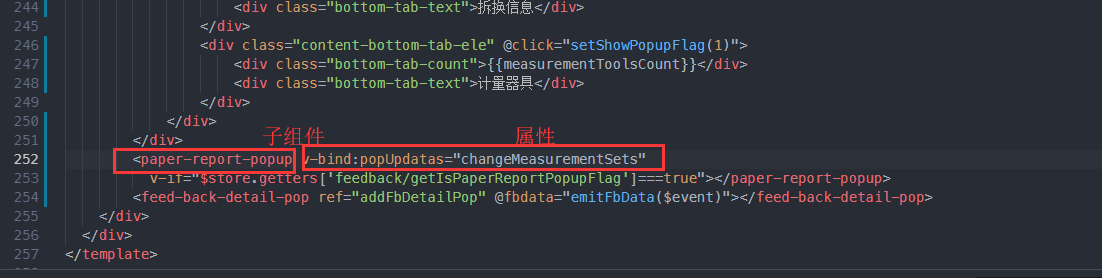 244 <div class="bottom-tab-text">拆换信息</div>
245 </div>
246 <div class="content-bottom-tab-ele" @click="setShowPopupFlag(1)">
247 <div class="bottom-tab-count">{{measurementToolsCount}}</div>
248 <div class="bottom-tab-text">计量器具</div>
249 </div>
250 </div>
251 </div> 子组件 属性
252 <paper-report-popup v-bind:popUpdatas="changeMeasurementSets"
253 v-if="$store.getters['feedback/getIsPaperReportPopupFlag']===true"></paper-report-popup>
254 <feed-back-detail-pop ref="addFbDetailPop" @fbdata="emitFbData($event)"></feed-back-detail-pop>
255 </div>
256 </div>
257 </template>